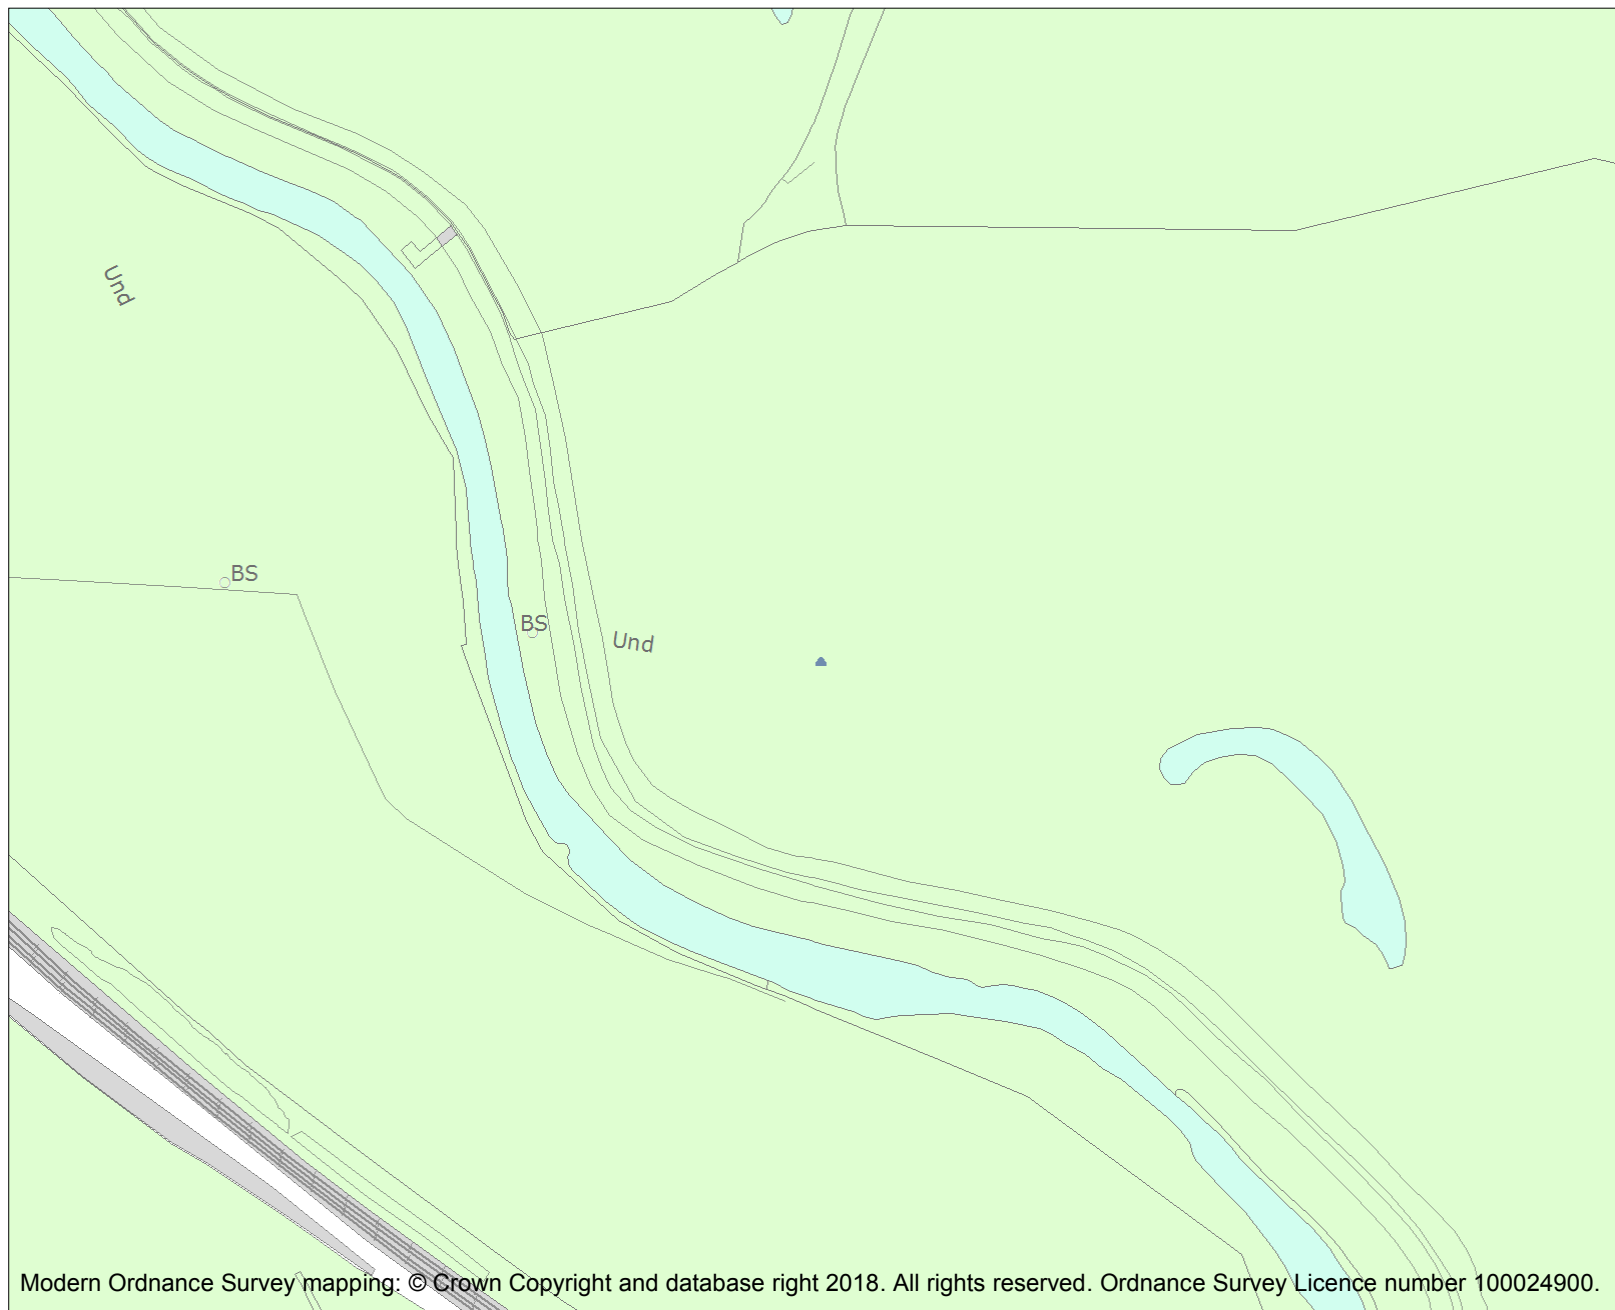 Und
BS
BS
Und
Modern Ordnance Survey mapping: © Crown Copyright and database right 2018. All rights reserved. Ordnance Survey Licence number 100024900.